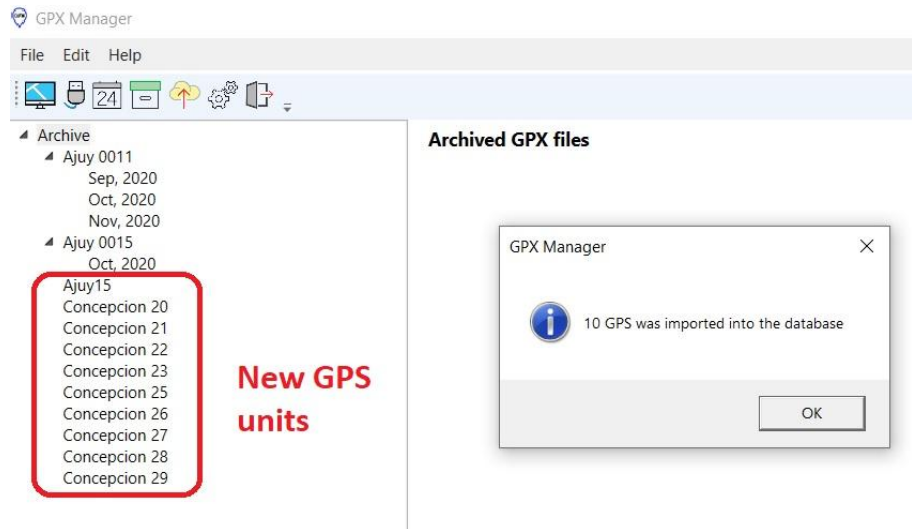 GPX Manager
File Edit Help
24
Archive
Ajuy 0011
Sep, 2020
Oct, 2020
Nov, 2020
Ajuy 0015
Oct, 2020
Ajuy15
Concepcion 20
Concepcion 21
Concepcion 22
Concepcion 23
Concepcion 25
Concepcion 26
Concepcion 27
Concepcion 28
Concepcion 29
New GPS
units
Archived GPX files
GPX Manager
10 GPS was imported into the database
OK